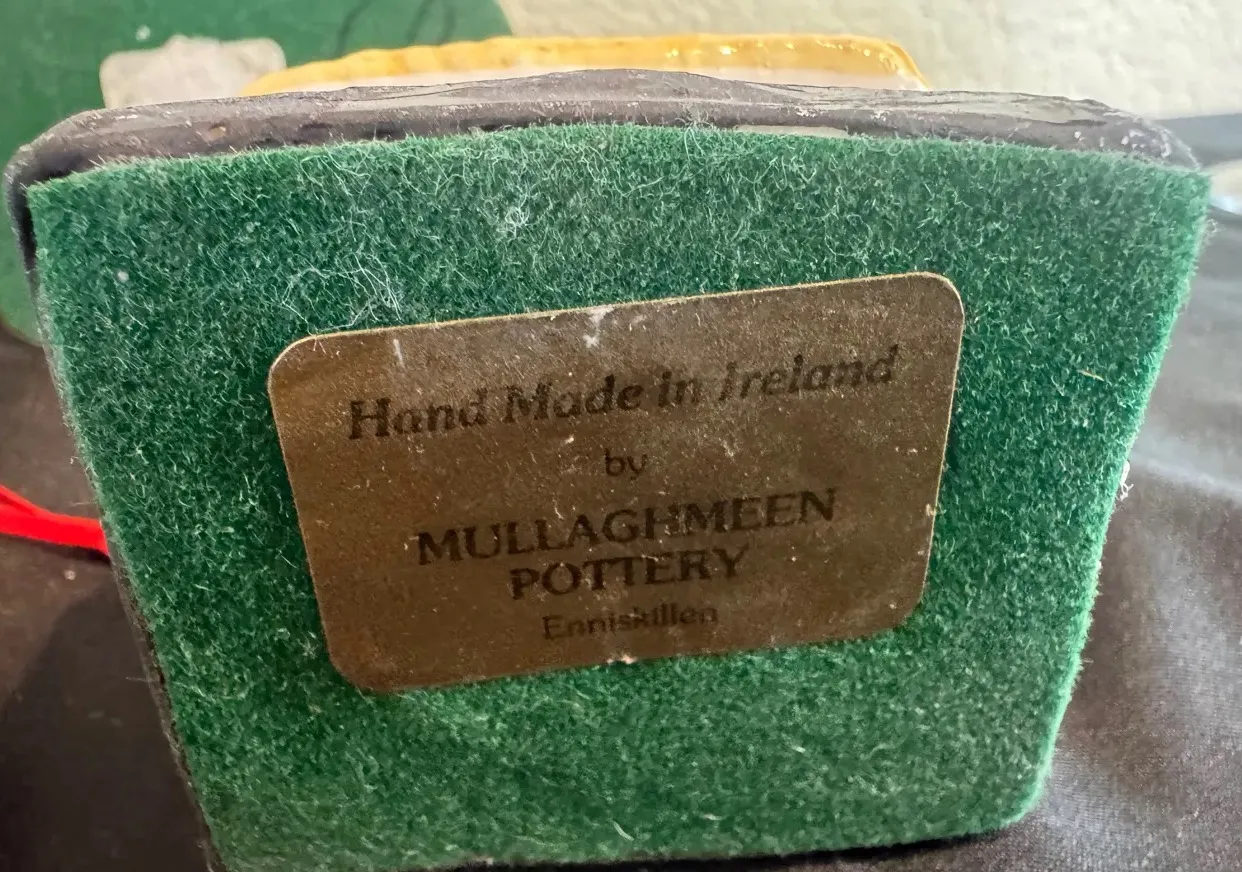 Hand Made in Ireland
by
MULLAGHMEEN
POTTERY
Enniskillen